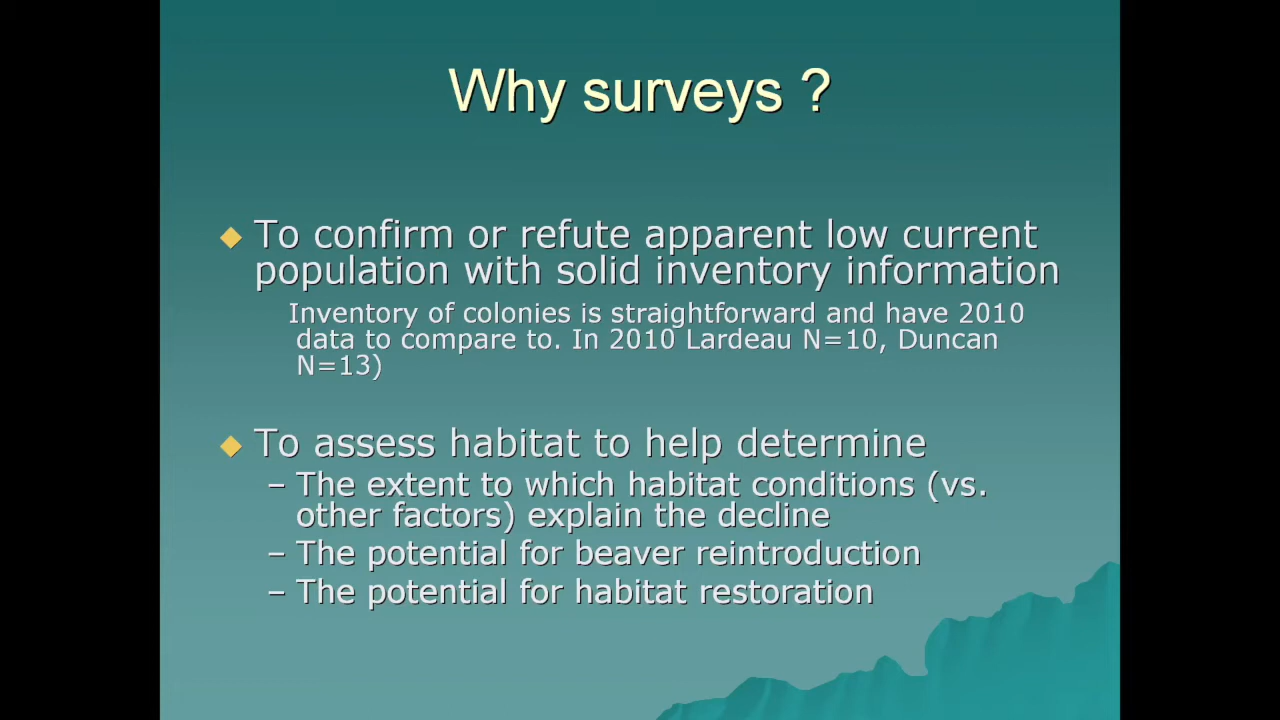 Why surveys ?
To confirm or refute apparent low current
population with solid inventory information
Inventory of colonies is straightforward and have 2010
data to compare to. In 2010 Lardeau N=10, Duncan
N=13)
To assess habitat to help determine
– The extent to which habitat conditions (vs.
other factors) explain the decline
– The potential for beaver reintroduction
– The potential for habitat restoration